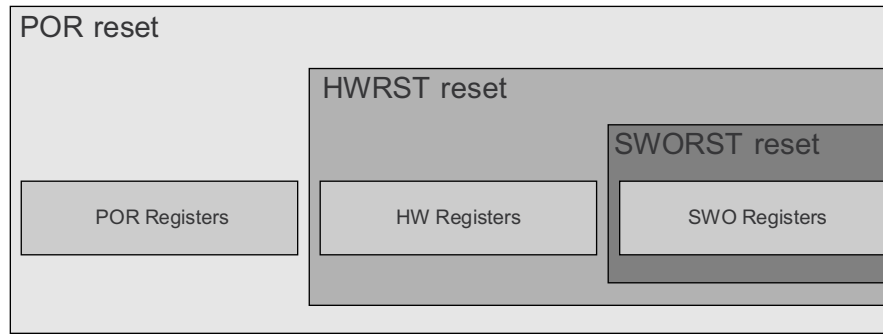 POR reset
HWRST reset
SWORST reset
POR Registers
HW Registers
SWO Registers